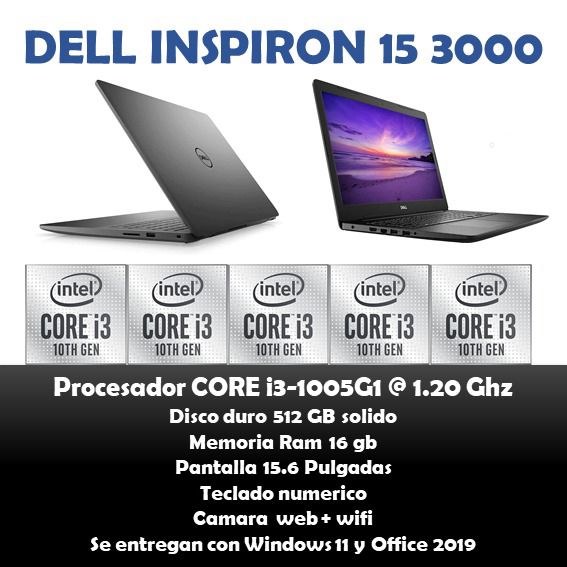 DELL INSPIRON 15 3000
DELL
DELL
intel intel intel intel intel
CORE i3 CORE i3 CORE i3 CORE i3 CORE i3
10TH GEN 10TH GEN 10TH GEN 10TH GEN 10TH GEN
Procesador CORE i3-1005G1 @ 1.20 Ghz
Disco duro 512 GB solido
Memoria Ram 16 gb
Pantalla 15.6 Pulgadas
Teclado numerico
Camara web + wifi
Se entregan con Windows 11 y Office 2019